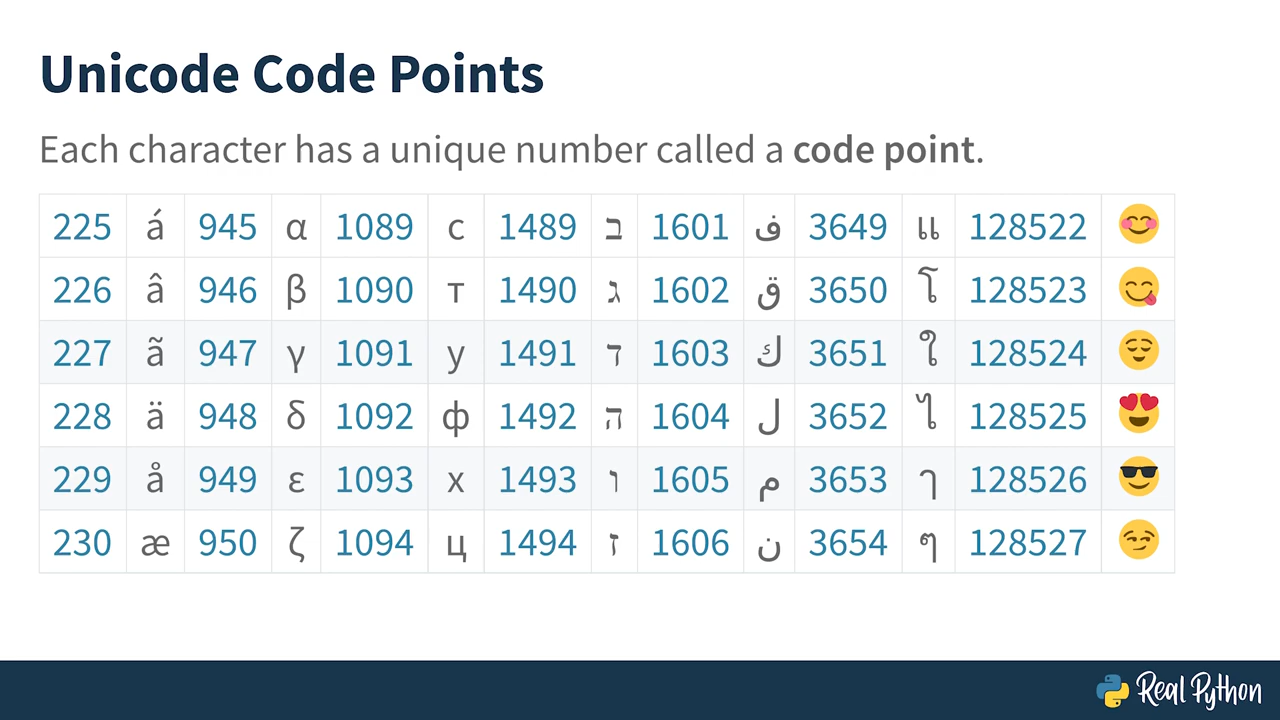 Unicode Code Points
Each character has a unique number called a code point.
225 á 945 α 1089 с 1489 ב 1601 ف 3649 แ 128522 😊
226 â 946 β 1090 т 1490 ג 1602 ق 3650 โ 128523 😋
227 ã 947 γ 1091 у 1491 ד 1603 ك 3651 ใ 128524 😌
228 ä 948 δ 1092 ф 1492 ה 1604 ل 3652 ไ 128525 😍
229 å 949 ε 1093 х 1493 ו 1605 م 3653 ๅ 128526 😎
230 æ 950 ζ 1094 ц 1494 ז 1606 ن 3654 ๆ 128527 😏
Real Python